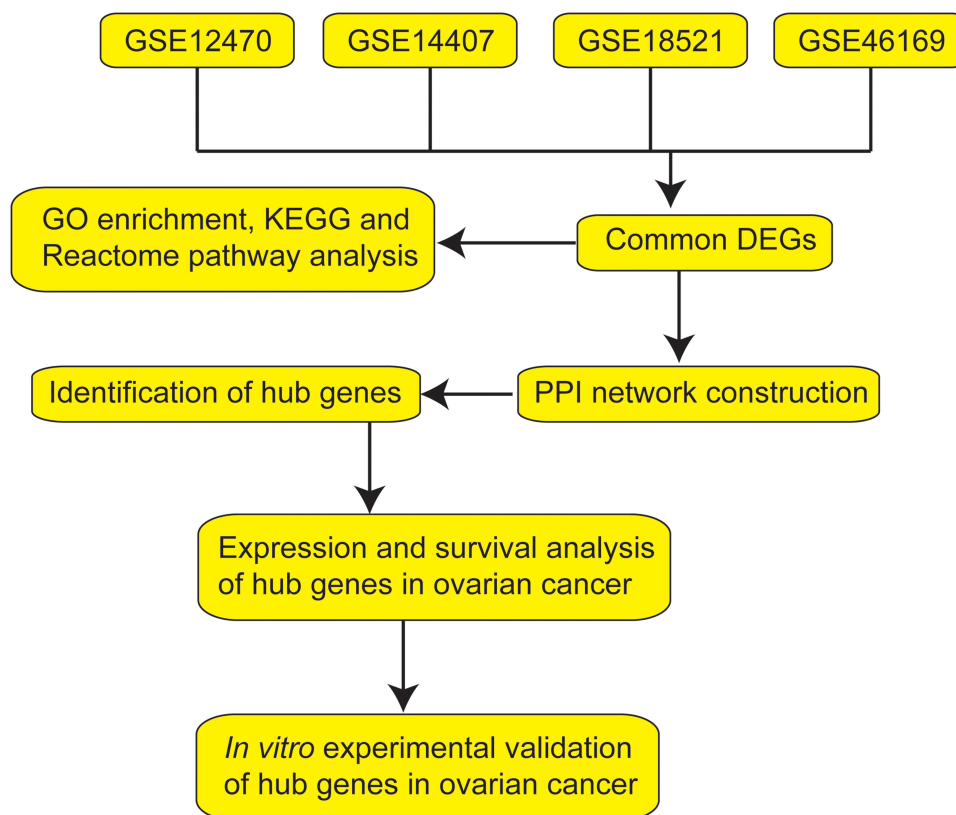 GSE12470
GSE14407
GSE18521
GSE46169
GO enrichment, KEGG and
Reactome pathway analysis
Common DEGs
Identification of hub genes
PPI network construction
Expression and survival analysis
of hub genes in ovarian cancer
In vitro experimental validation
of hub genes in ovarian cancer